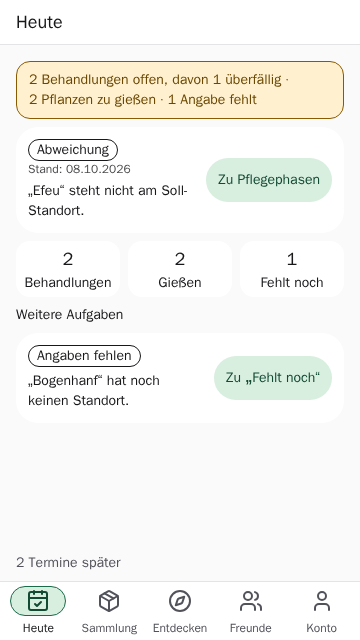 Heute
2 Behandlungen offen, davon 1 überfällig ·
2 Pflanzen zu gießen · 1 Angabe fehlt
Abweichung
Stand: 08.10.2026
„Efeu“ steht nicht am Soll-
Standort.
Zu Pflegephasen
2
Behandlungen
2
Gießen
1
Fehlt noch
Weitere Aufgaben
Angaben fehlen
„Bogenhanf“ hat noch
keinen Standort.
Zu „Fehlt noch“
2 Termine später
Heute
Sammlung
Entdecken
Freunde
Konto